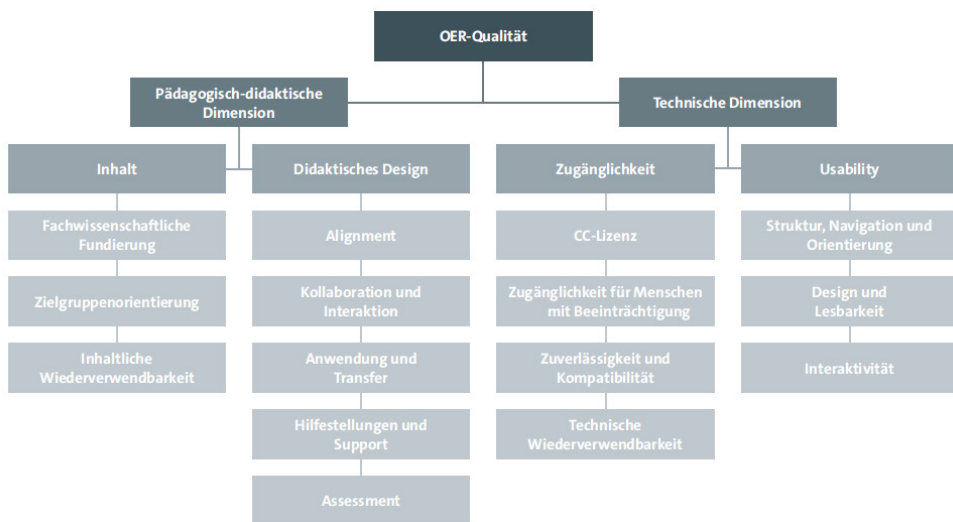 OER-Qualität
Pädagogisch-didaktische
Dimension
Technische Dimension
Inhalt
Didaktisches Design
Zugänglichkeit
Usability
Fachwissenschaftliche
Fundierung
Alignment
CC-Lizenz
Struktur, Navigation und
Orientierung
Zielgruppenorientierung
Kollaboration und
Interaktion
Zugänglichkeit für Menschen
mit Beeinträchtigung
Design und
Lesbarkeit
Inhaltliche
Wiederverwendbarkeit
Anwendung und
Transfer
Zuverlässigkeit und
Kompatibilität
Interaktivität
Hilfestellungen und
Support
Technische
Wiederverwendbarkeit
Assessment